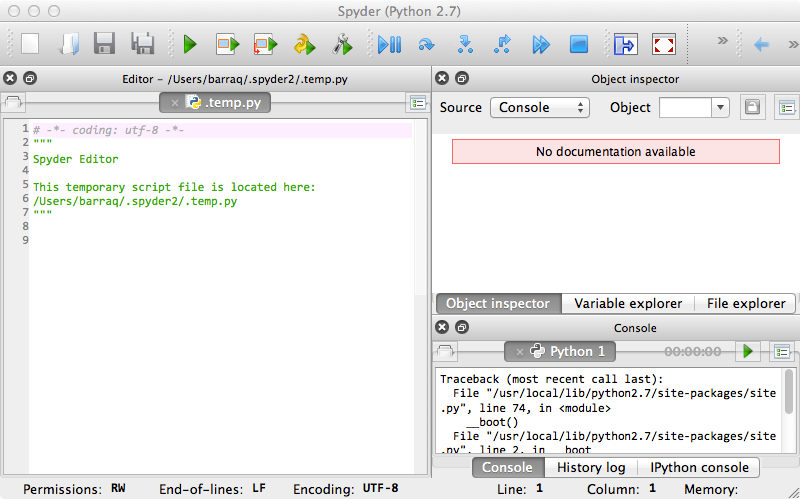 Spyder (Python 2.7)
Editor – /Users/barraq/.spyder2/.temp.py
.temp.py
1 # -*- coding: utf-8 -*-
2 """
3 Spyder Editor
4
5 This temporary script file is located here:
6 /Users/barraq/.spyder2/.temp.py
7 """
8
9
Object inspector
Source Console Object
No documentation available
Object inspector Variable explorer File explorer
Console
Python 1 00:00:00
Traceback (most recent call last):
File "/usr/local/lib/python2.7/site-packages/site
.py", line 74, in <module>
__boot()
File "/usr/local/lib/python2.7/site-packages/site
.py", line 2, in __boot
Console History log IPython console
Permissions: RW End-of-lines: LF Encoding: UTF-8 Line: 1 Column: 1 Memory: